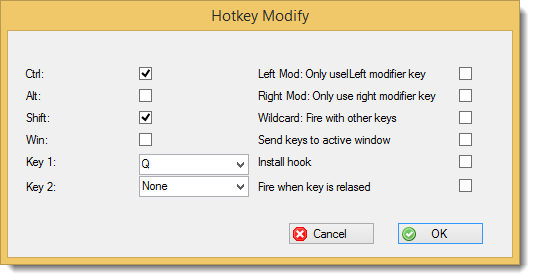 Hotkey Modify
Ctrl: Left Mod: Only uselLeft modifier key
Alt: Right Mod: Only use right modifier key
Shift: Wildcard: Fire with other keys
Win: Send keys to active window
Key 1: Q Install hook
Key 2: None Fire when key is relased
Cancel OK